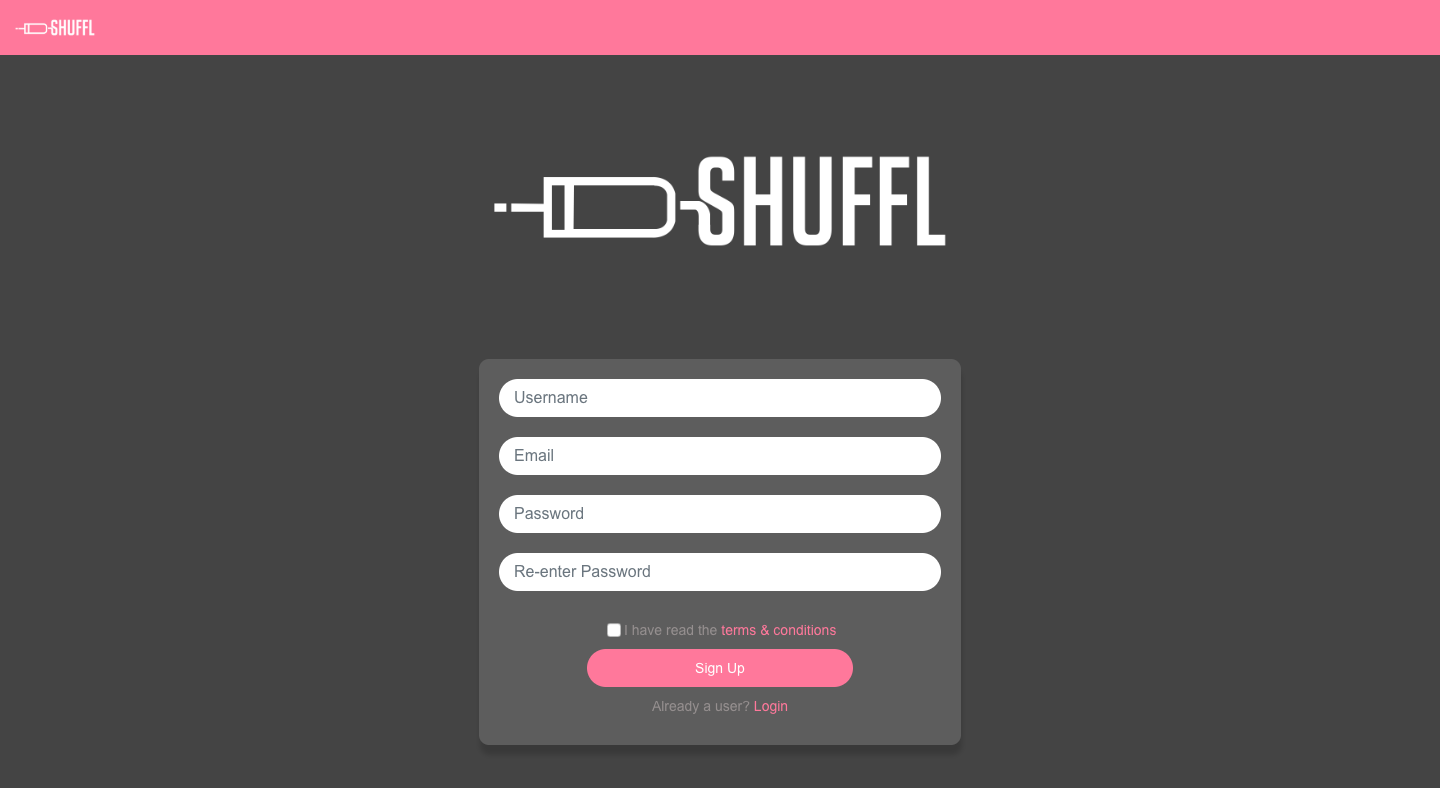 SHUFFL
SHUFFL
Username
Email
Password
Re-enter Password
I have read the terms & conditions
Sign Up
Already a user? Login